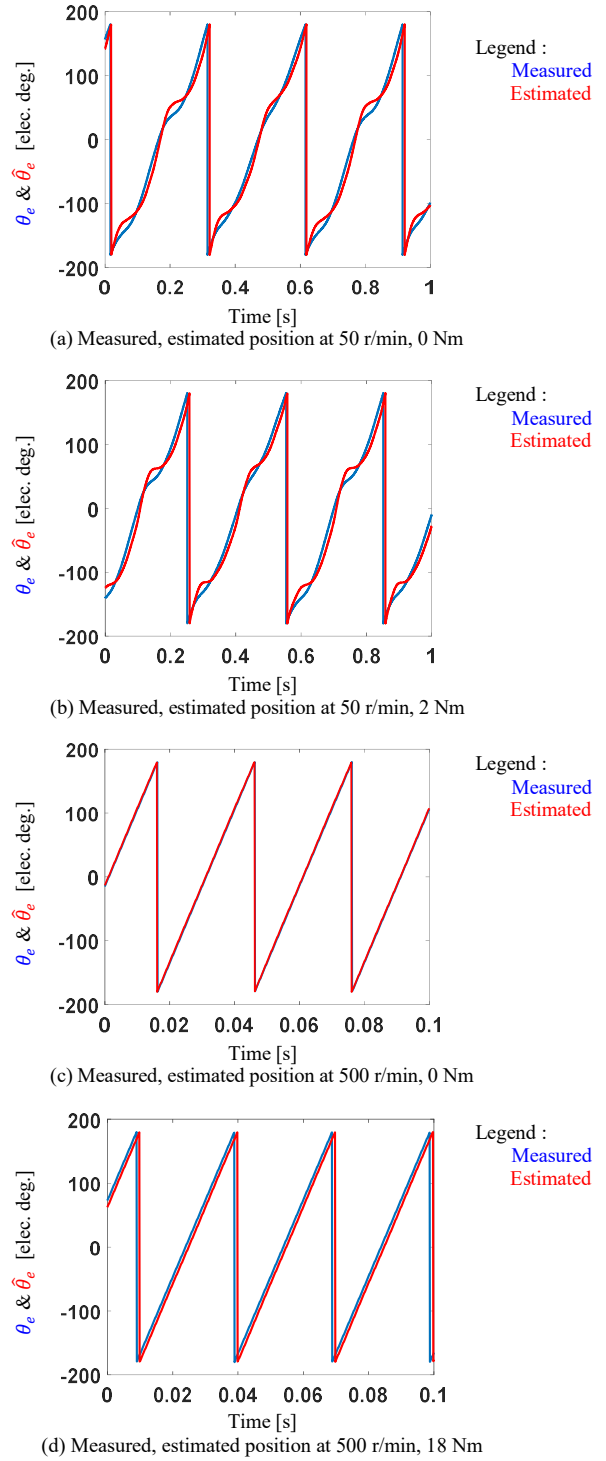 200
100
0
-100
-200
θe & θ̂e [elec. deg.]
0 0.2 0.4 0.6 0.8 1
Time [s]
Legend :
Measured
Estimated
(a) Measured, estimated position at 50 r/min, 0 Nm
200
100
0
-100
-200
θe & θ̂e [elec. deg.]
0 0.2 0.4 0.6 0.8 1
Time [s]
Legend :
Measured
Estimated
(b) Measured, estimated position at 50 r/min, 2 Nm
200
100
0
-100
-200
θe & θ̂e [elec. deg.]
0 0.02 0.04 0.06 0.08 0.1
Time [s]
Legend :
Measured
Estimated
(c) Measured, estimated position at 500 r/min, 0 Nm
200
100
0
-100
-200
θe & θ̂e [elec. deg.]
0 0.02 0.04 0.06 0.08 0.1
Time [s]
Legend :
Measured
Estimated
(d) Measured, estimated position at 500 r/min, 18 Nm